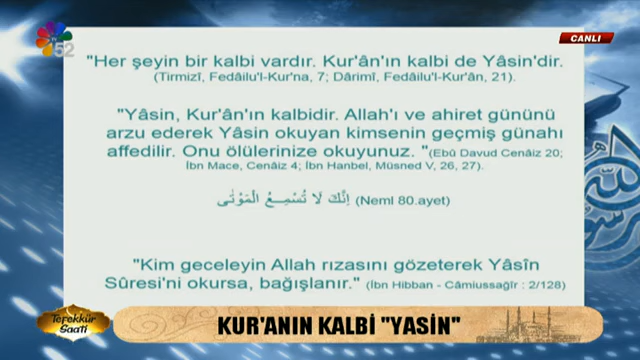 52
CANLI
"Her şeyin bir kalbi vardır. Kur'ân'ın kalbi de Yâsin'dir.
(Tirmizî, Fedâilu'l-Kur'na, 7; Dârimî, Fedâilu'l-Kur'ân, 21).
"Yâsin, Kur'ân'ın kalbidir. Allah'ı ve ahiret gününü
arzu ederek Yâsin okuyan kimsenin geçmiş günahı
affedilir. Onu ölülerinize okuyunuz. "(Ebû Davud Cenâiz 20;
İbn Mace, Cenâiz 4; İbn Hanbel, Müsned V, 26, 27).
اِنَّكَ لَا تُسْمِعُ الْمَوْتٰى (Neml 80.ayet)
"Kim geceleyin Allah rızasını gözeterek Yâsîn
Sûresi'ni okursa, bağışlanır." (İbn Hibban - Câmiussağîr : 2/128)
Tefekkür
Saati
KUR'ANIN KALBİ "YASİN"